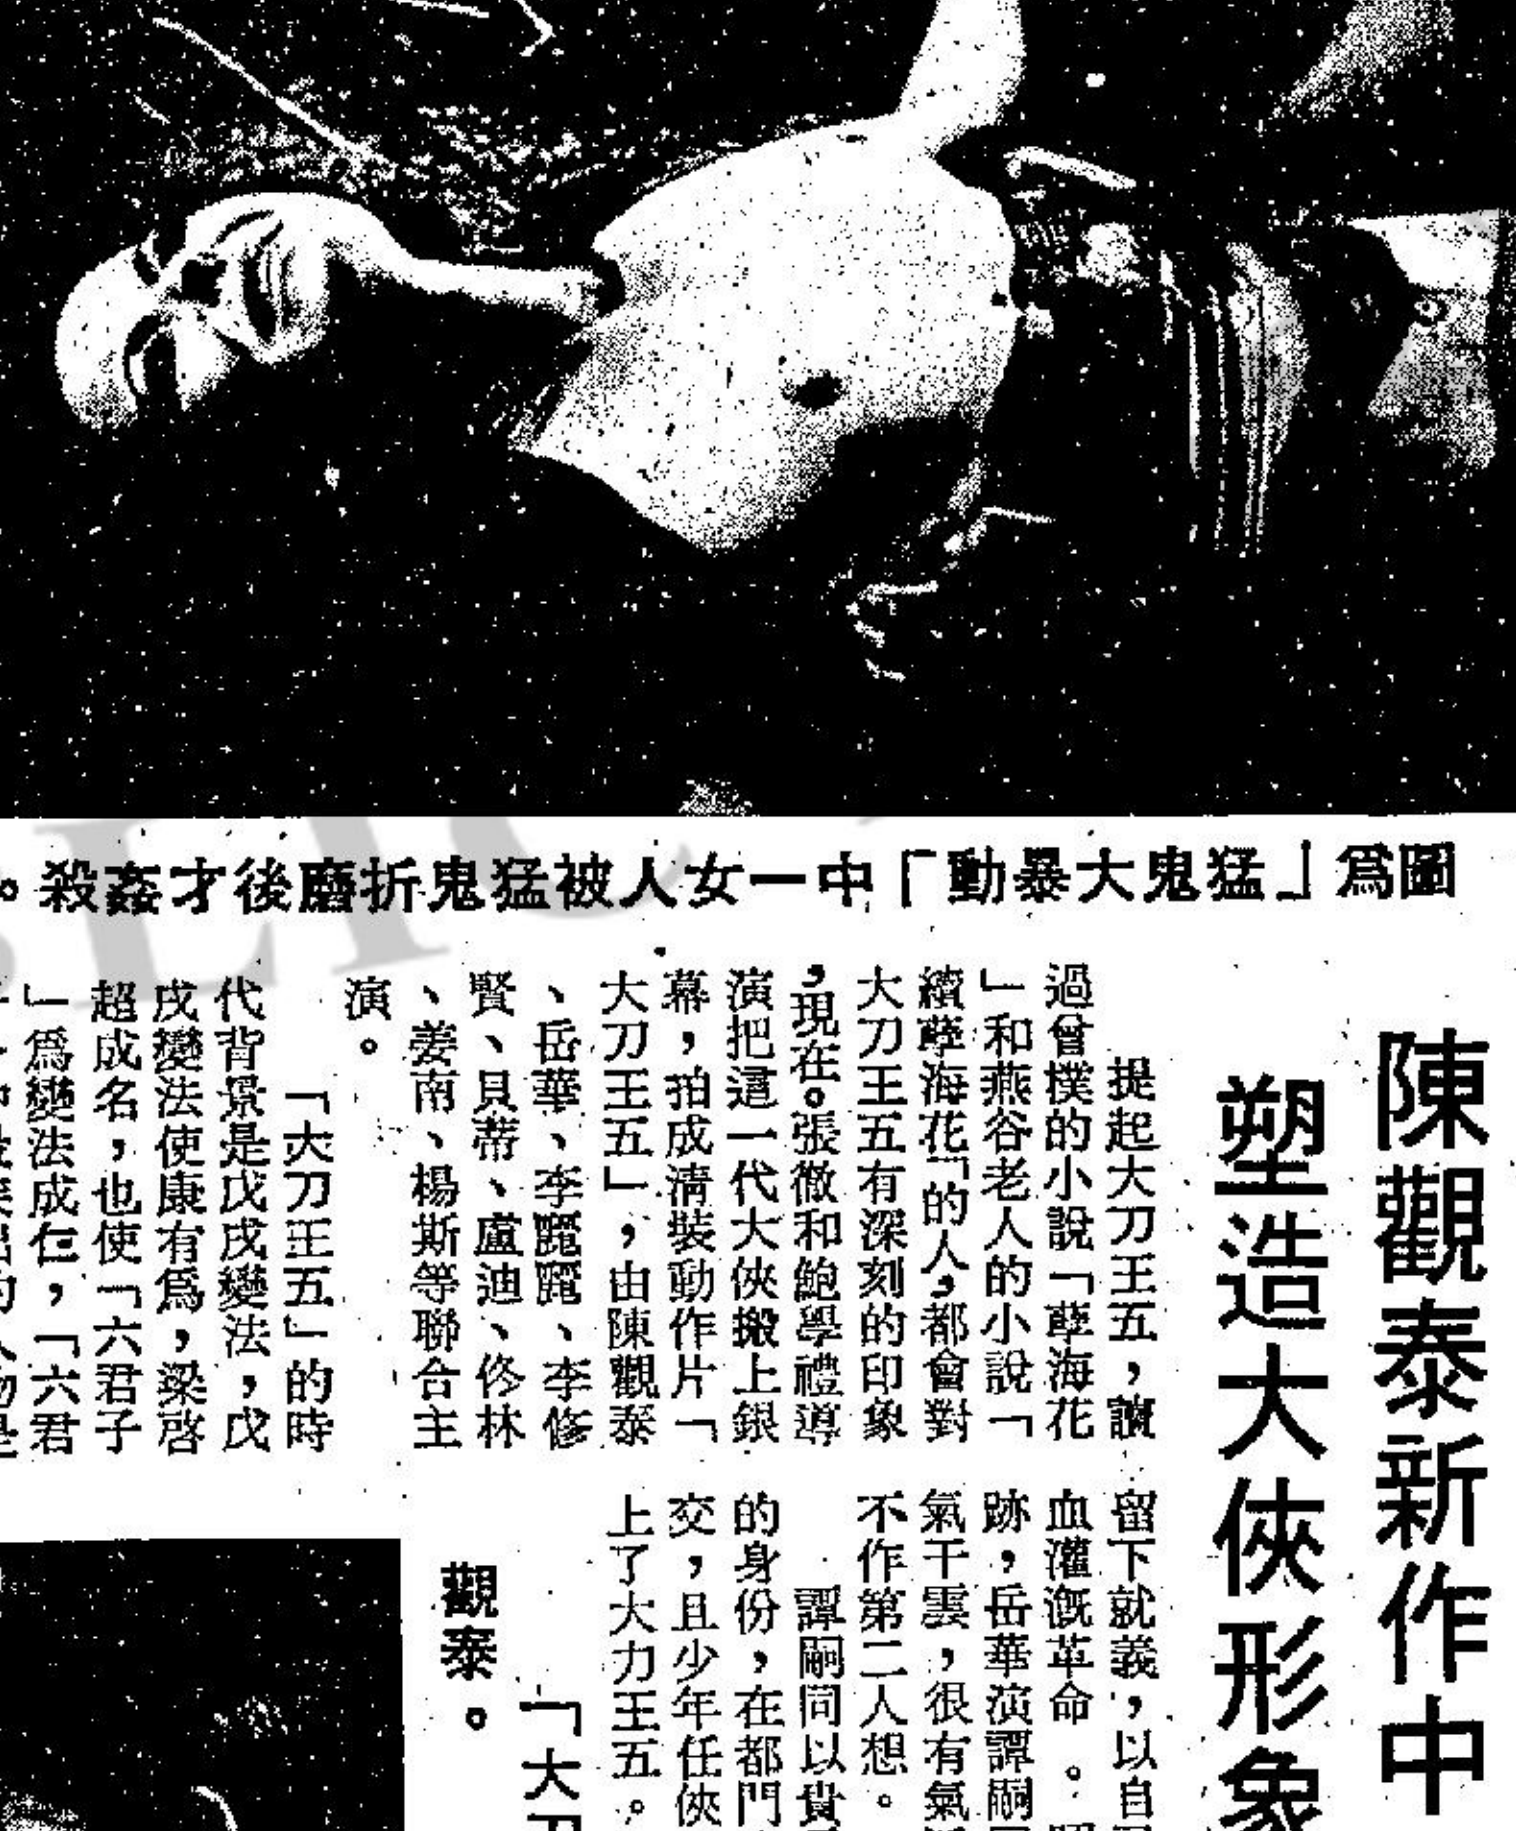 圖爲「猛鬼大暴動」中一女人被猛鬼折磨後才姦殺。
陳觀泰新作中
塑造大俠形象
提起大刀王五，讀
過曾撲的小說「孽海花
」和燕谷老人的小說「
續孽海花「的人，都會對
大刀王五有深刻的印象
，現在。張徹和鮑學禮導
演把這一代大俠搬上銀
幕，拍成清裝動作片「
大刀王五」，由陳觀泰
、岳華、李麗麗、李修
賢、貝蒂、盧迪、佟林
、姜南、楊斯等聯合主
演。
「大刀王五」的時
代背景是戊戌變法，戊
戌變法使康有爲，梁啓
超成名，也使「六君子
」爲變法成仁，「六君
留下就義，以自
血灌漑革命。
跡，岳華演譚嗣
氣干雲，很有氣
不作第二人想。
譚嗣同以貴
的身份，在都門
交，且少年任俠
上了大力王五。
「大刀
觀泰。